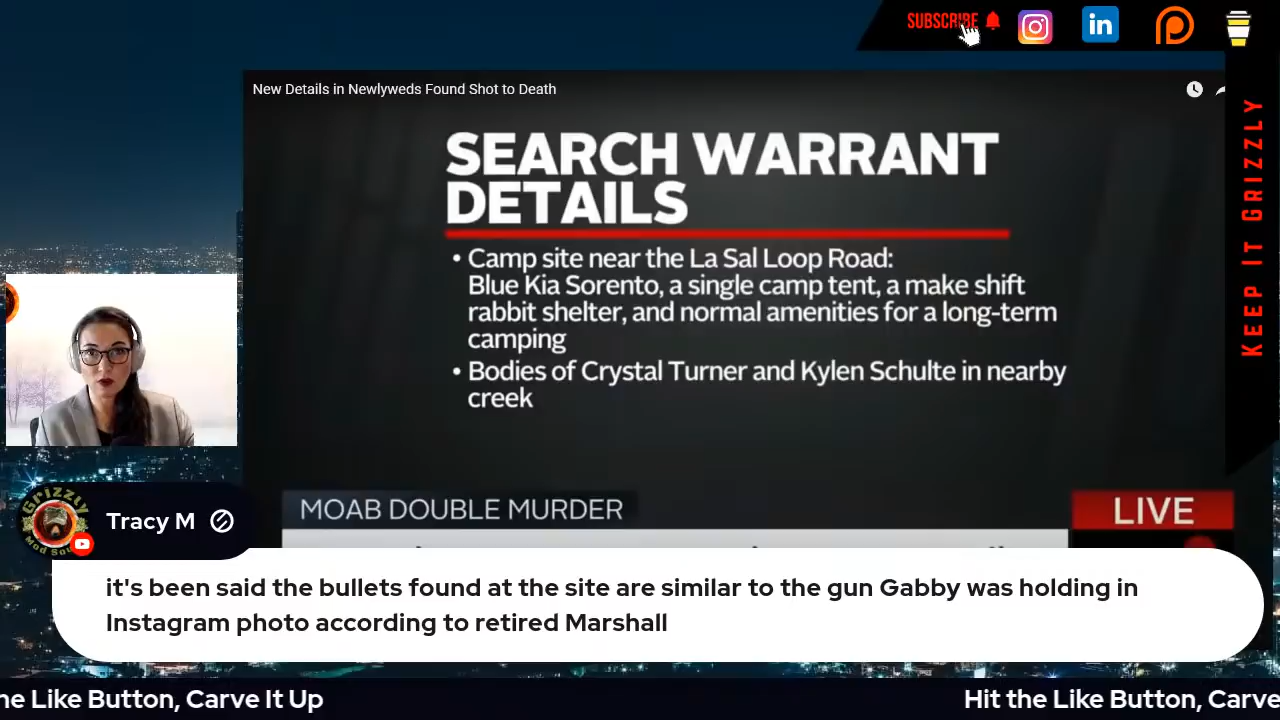 SUBSCRIBE
in
New Details in Newlyweds Found Shot to Death
SEARCH WARRANT
DETAILS
• Camp site near the La Sal Loop Road:
Blue Kia Sorento, a single camp tent, a make shift
rabbit shelter, and normal amenities for a long-term
camping
• Bodies of Crystal Turner and Kylen Schulte in nearby
creek
KEEP IT GRIZZLY
MOAB DOUBLE MURDER
LIVE
Grizzly
Tracy M
it's been said the bullets found at the site are similar to the gun Gabby was holding in
Instagram photo according to retired Marshall
he Like Button, Carve It Up
Hit the Like Button, Carve